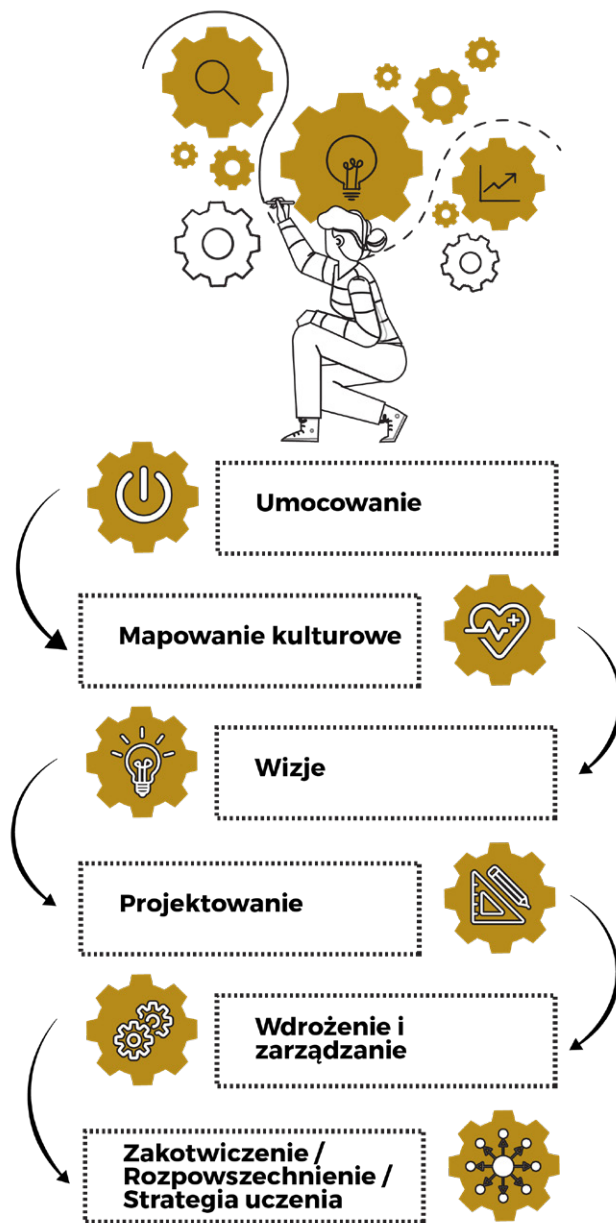 Umocowanie
Mapowanie kulturowe
Wizje
Projektowanie
Wdrożenie i
zarządzanie
Zakotwiczenie /
Rozpowszechnienie /
Strategia uczenia